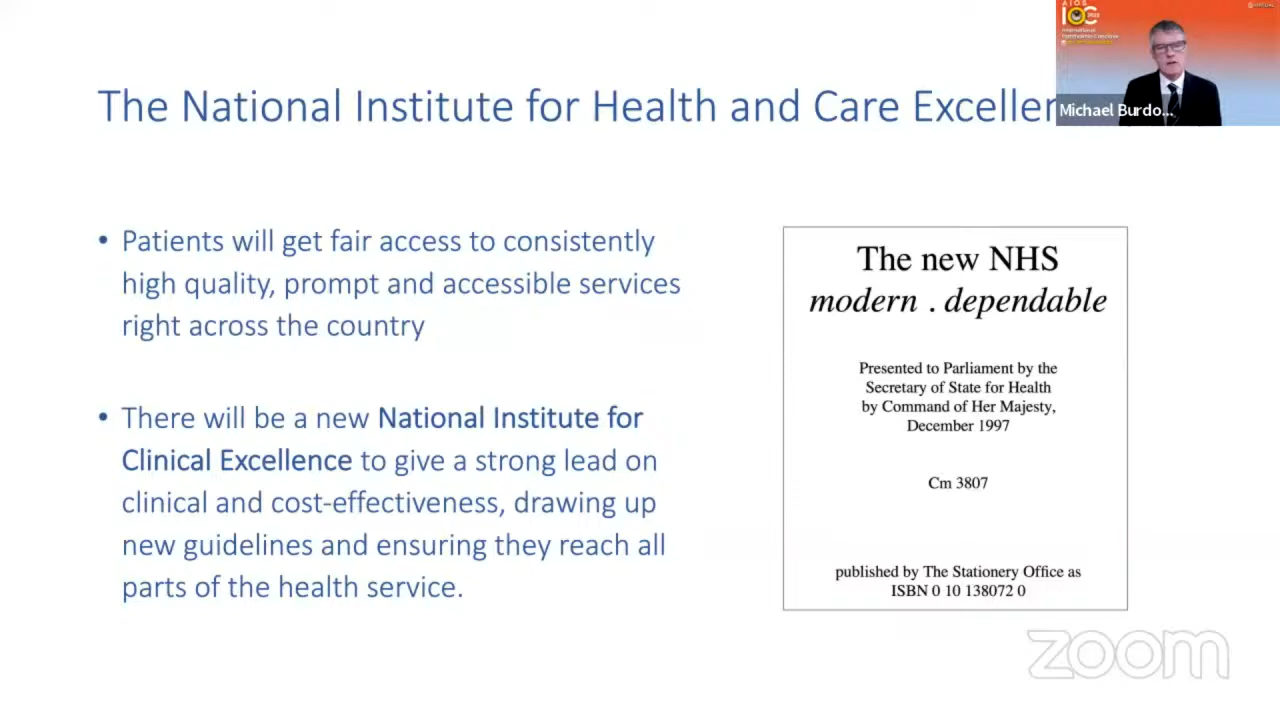 AIOS
IOC
The National Institute for Health and Care Excellen
Michael Burdo...
• Patients will get fair access to consistently
high quality, prompt and accessible services
right across the country
• There will be a new National Institute for
Clinical Excellence to give a strong lead on
clinical and cost-effectiveness, drawing up
new guidelines and ensuring they reach all
parts of the health service.
The new NHS
modern . dependable
Presented to Parliament by the
Secretary of State for Health
by Command of Her Majesty,
December 1997
Cm 3807
published by The Stationery Office as
ISBN 0 10 138072 0
zoom